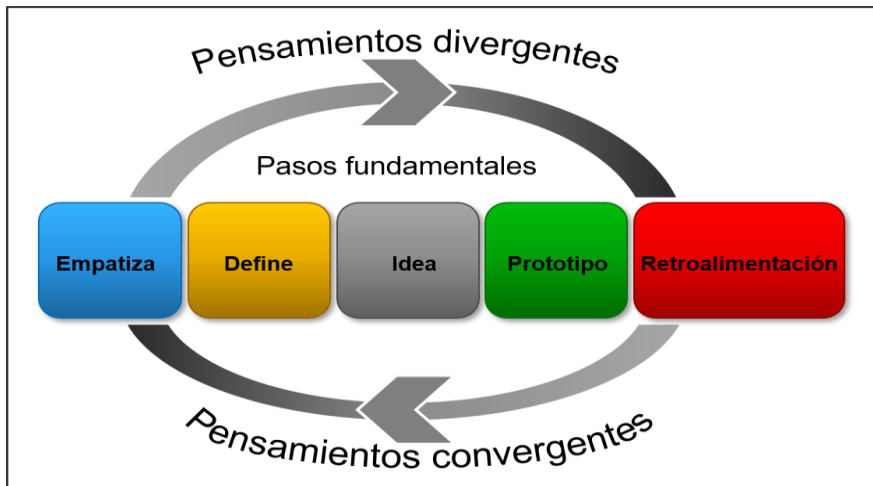 Pensamientos divergentes
Pasos fundamentales
Empatiza
Define
Idea
Prototipo
Retroalimentación
Pensamientos convergentes